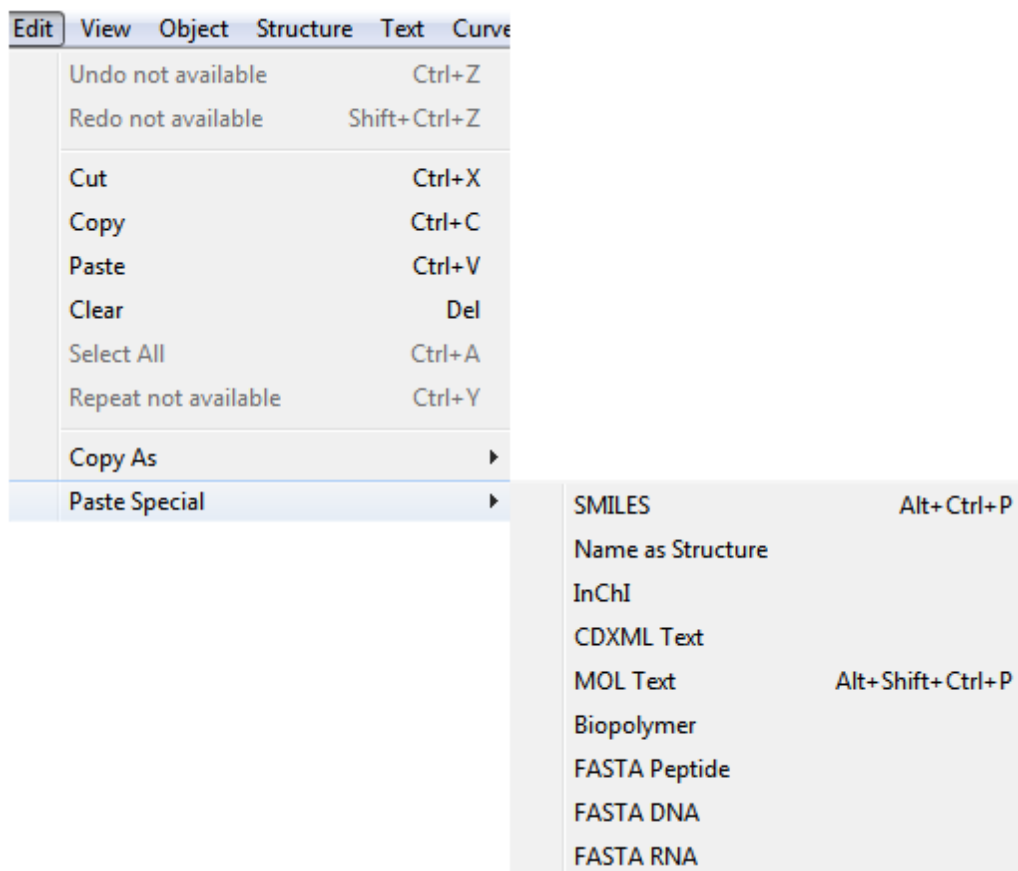 Edit View Object Structure Text Curve
Undo not available Ctrl+Z
Redo not available Shift+Ctrl+Z
Cut Ctrl+X
Copy Ctrl+C
Paste Ctrl+V
Clear Del
Select All Ctrl+A
Repeat not available Ctrl+Y
Copy As
Paste Special
SMILES Alt+Ctrl+P
Name as Structure
InChI
CDXML Text
MOL Text Alt+Shift+Ctrl+P
Biopolymer
FASTA Peptide
FASTA DNA
FASTA RNA